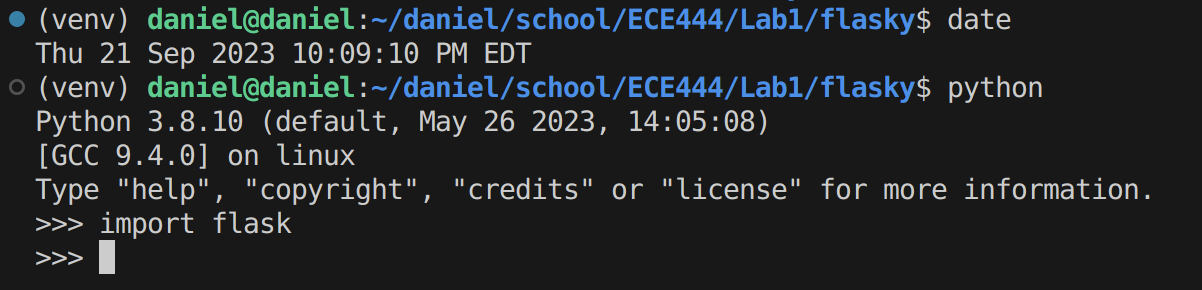 (venv) daniel@daniel:~/daniel/school/ECE444/Lab1/flasky$ date
Thu 21 Sep 2023 10:09:10 PM EDT
(venv) daniel@daniel:~/daniel/school/ECE444/Lab1/flasky$ python
Python 3.8.10 (default, May 26 2023, 14:05:08)
[GCC 9.4.0] on linux
Type "help", "copyright", "credits" or "license" for more information.
>>> import flask
>>>